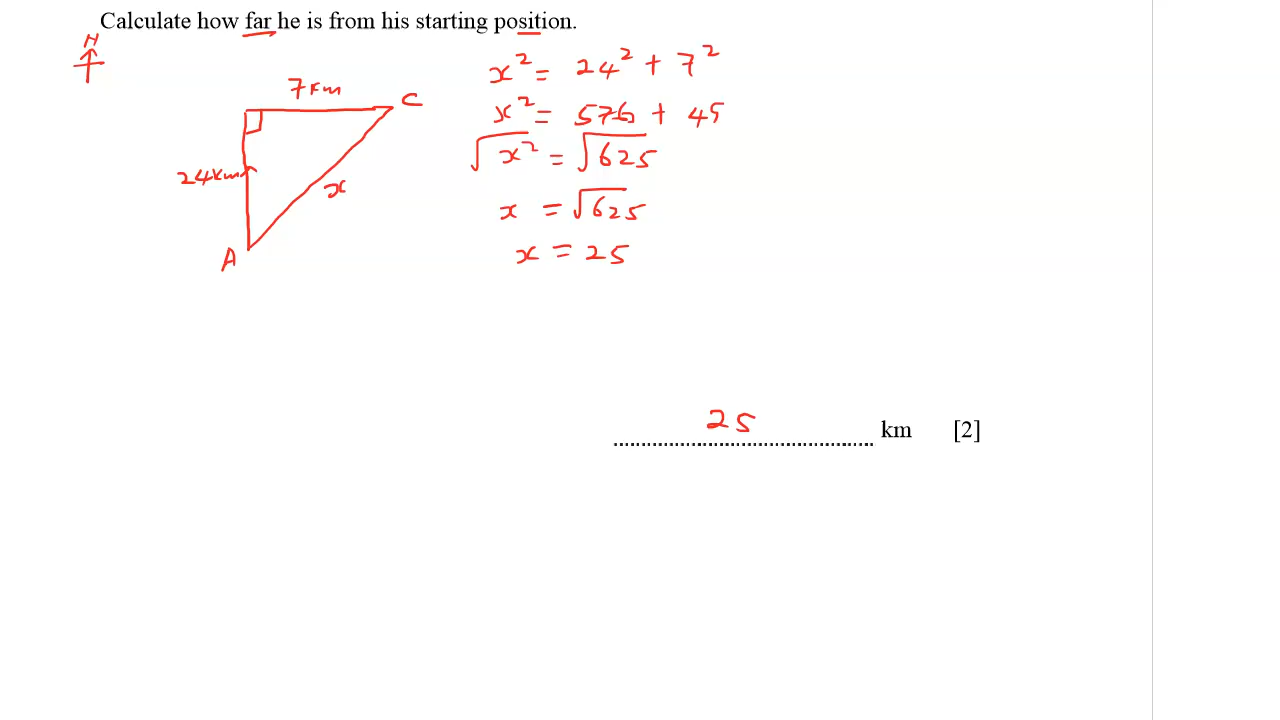 Calculate how far he is from his starting position.
N
7km
C
24km
x
A
x² = 24² + 7²
x² = 576 + 45
√x² = √625
x = √625
x = 25
25 km [2]